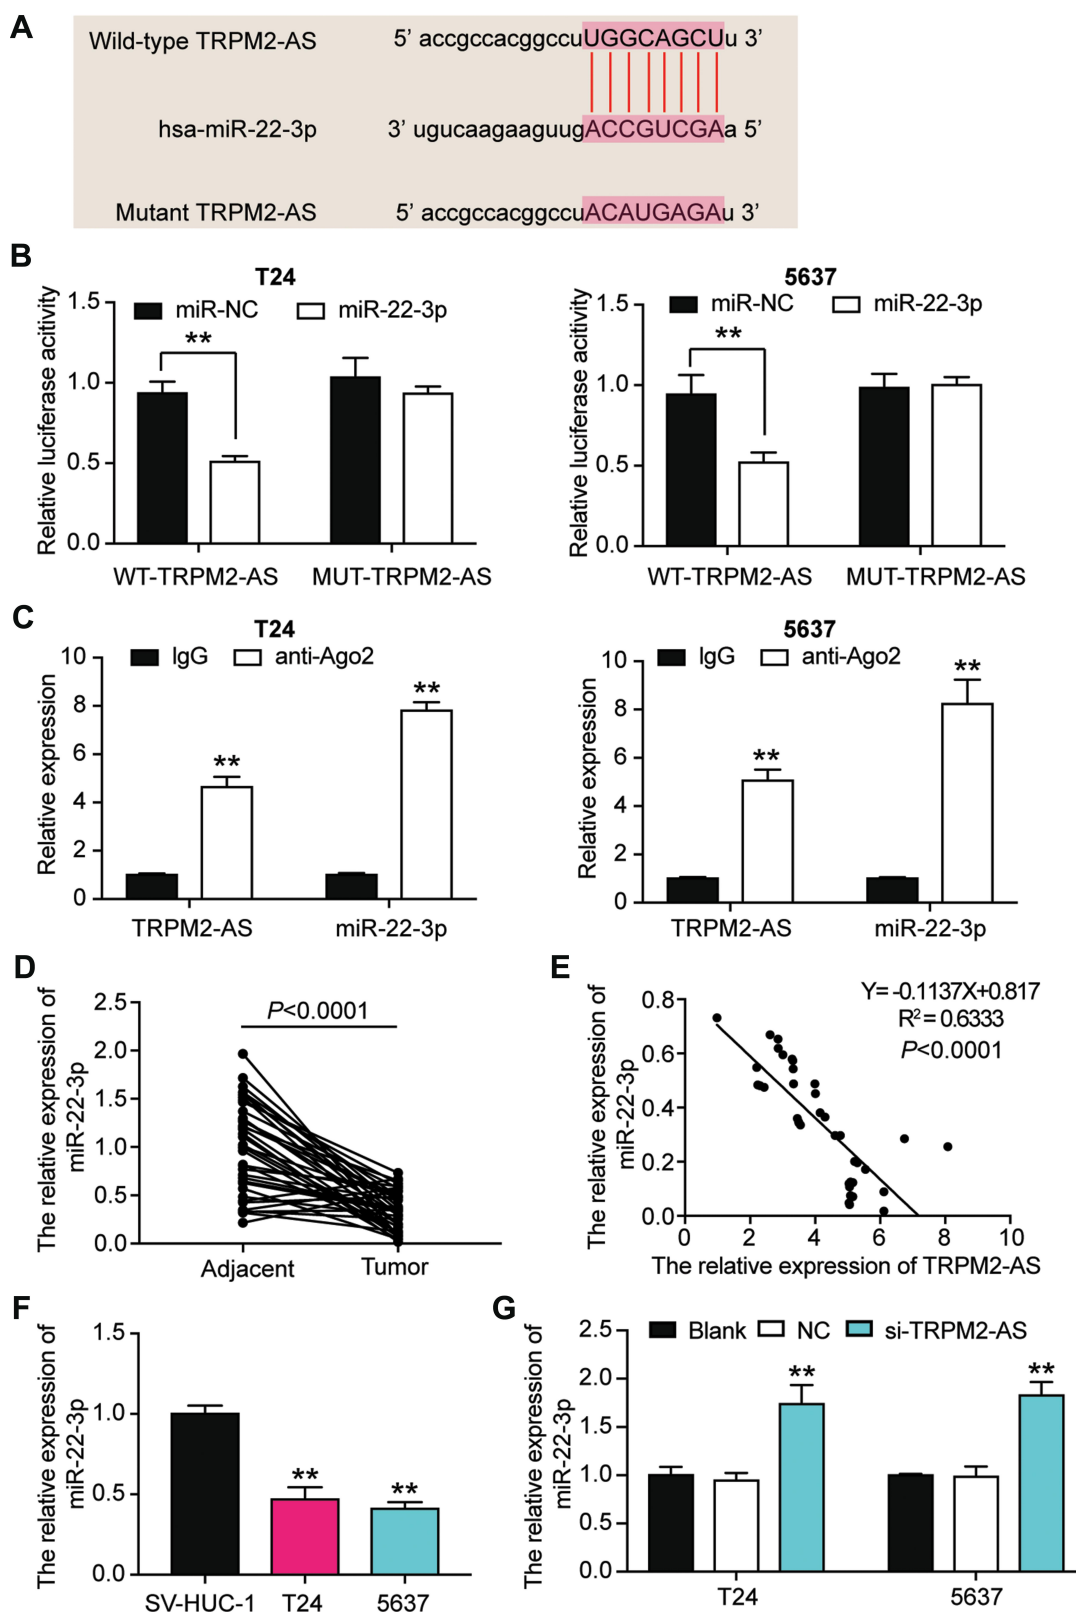 A
Wild-type TRPM2-AS 5’ accgccacggccuUGGCAGCUu 3’
hsa-miR-22-3p 3’ ugucaagaaguugACCGUCGAa 5’
Mutant TRPM2-AS 5’ accgccacggccuACAUGAGAu 3’
B
T24
miR-NC miR-22-3p
**
Relative luciferase acitivity
1.5
1.0
0.5
0.0
WT-TRPM2-AS MUT-TRPM2-AS
5637
miR-NC miR-22-3p
**
Relative luciferase acitivity
1.5
1.0
0.5
0.0
WT-TRPM2-AS MUT-TRPM2-AS
C
T24
IgG anti-Ago2
** **
Relative expression
10
8
6
4
2
0
TRPM2-AS miR-22-3p
5637
IgG anti-Ago2
** **
Relative expression
10
8
6
4
2
0
TRPM2-AS miR-22-3p
D
The relative expression of
miR-22-3p
2.5
2.0
1.5
1.0
0.5
0.0
P<0.0001
Adjacent Tumor
E
The relative expression of
miR-22-3p
0.8
0.6
0.4
0.2
0.0
Y= -0.1137X+0.817
R² = 0.6333
P<0.0001
0 2 4 6 8 10
The relative expression of TRPM2-AS
F
The relative expression of
miR-22-3p
1.5
1.0
0.5
0.0
** **
SV-HUC-1 T24 5637
G
The relative expression of
miR-22-3p
2.5
2.0
1.5
1.0
0.5
0.0
Blank NC si-TRPM2-AS
** **
T24 5637